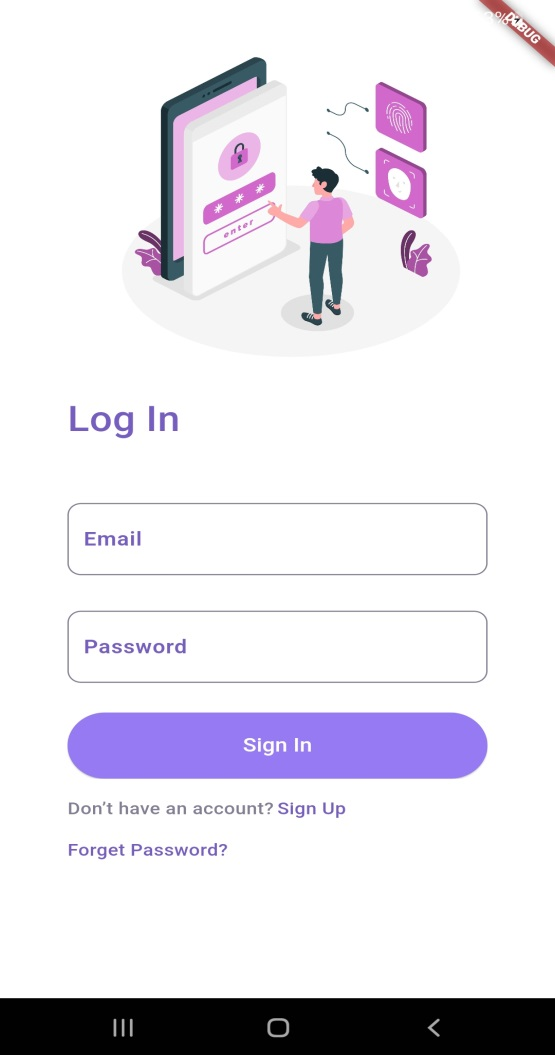 DEBUG
* * *
enter
Log In
Email
Password
Sign In
Don't have an account? Sign Up
Forget Password?